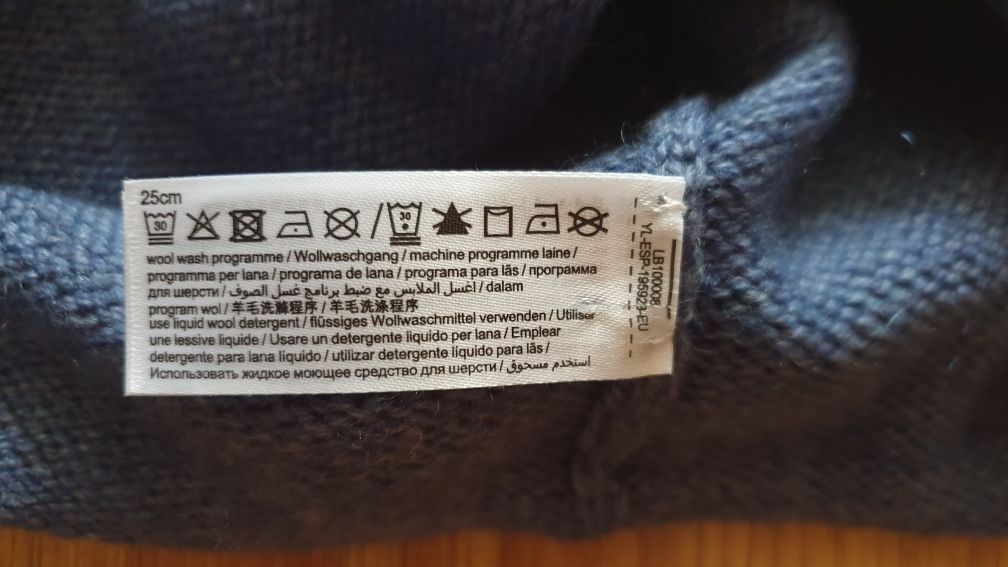 25cm
30 / 30
wool wash programme / Wollwaschgang / machine programme laine /
programma per lana / programa de lana / programa para lãs / программа
для шерсти / اغسل الملابس مع ضبط برنامج غسل الصوف / dalam
program wol / 羊毛洗滌程序 / 羊毛洗涤程序
use liquid wool detergent / flüssiges Wollwaschmittel verwenden / Utiliser
une lessive liquide / Usare un detergente liquido per lana / Emplear
detergente para lana líquido / utilizar detergente líquido para lãs /
Использовать жидкое моющее средство для шерсти / استخدم مسحوق
LB100006
YL-ESP-196923-EU